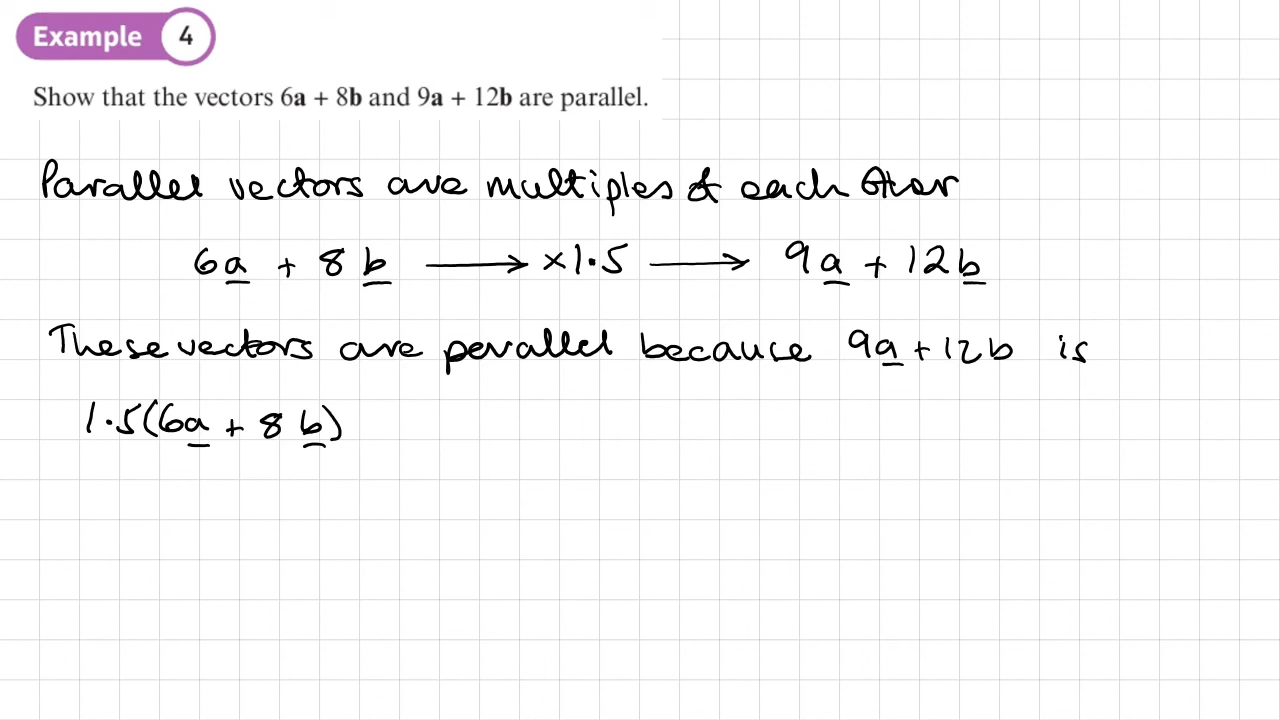 Example 4
Show that the vectors 6a + 8b and 9a + 12b are parallel.
Parallel vectors are multiples of each other
6a + 8b ⟶ ×1.5 ⟶ 9a + 12b
These vectors are parallel because 9a + 12b is
1.5(6a + 8b)